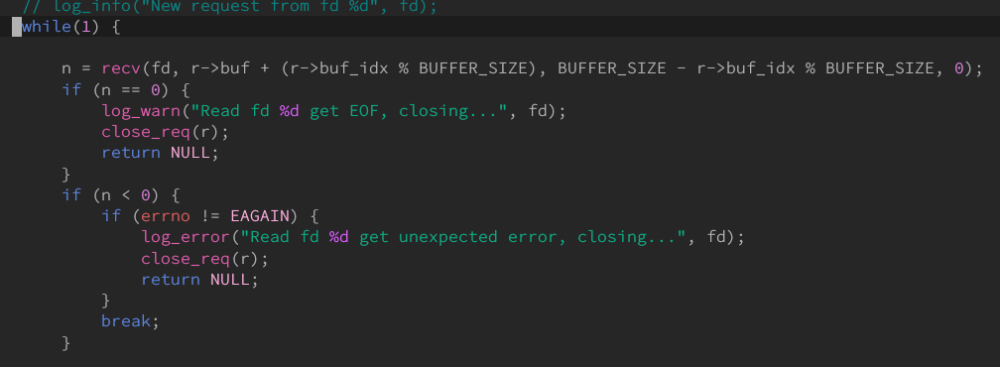 // log_info("New request from fd %d", fd);
while(1) {
n = recv(fd, r->buf + (r->buf_idx % BUFFER_SIZE), BUFFER_SIZE - r->buf_idx % BUFFER_SIZE, 0);
if (n == 0) {
log_warn("Read fd %d get EOF, closing...", fd);
close_req(r);
return NULL;
}
if (n < 0) {
if (errno != EAGAIN) {
log_error("Read fd %d get unexpected error, closing...", fd);
close_req(r);
return NULL;
}
break;
}